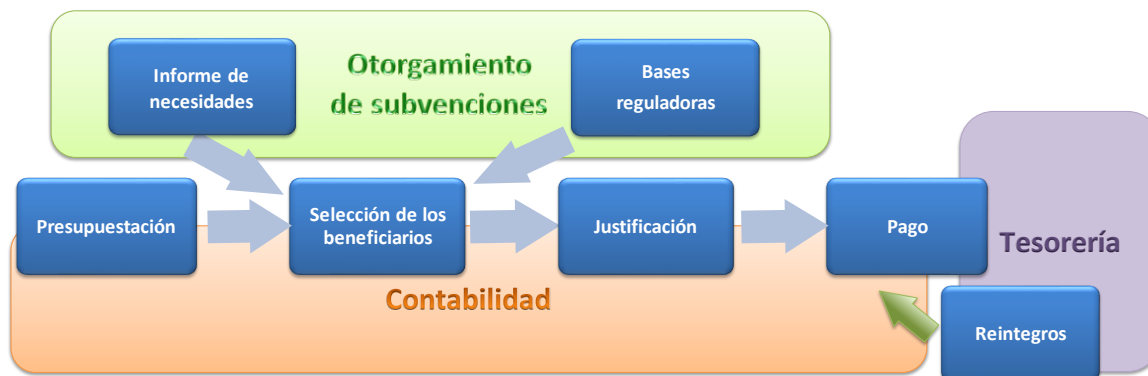 Informe de
necesidades
Otorgamiento
de subvenciones
Bases
reguladoras
Presupuestación
Selección de los
beneficiarios
Justificación
Pago
Tesorería
Contabilidad
Reintegros